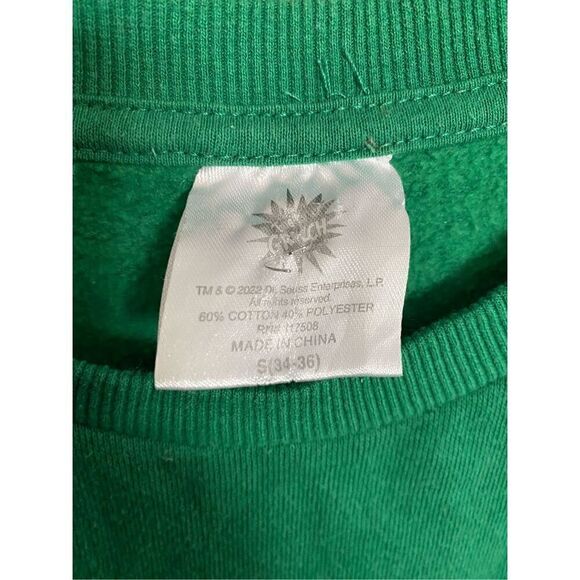 GRINCH
TM & © 2022 Dr. Seuss Enterprises, L.P.
All rights reserved.
60% COTTON 40% POLYESTER
RN# 117508
MADE IN CHINA
S(34-36)